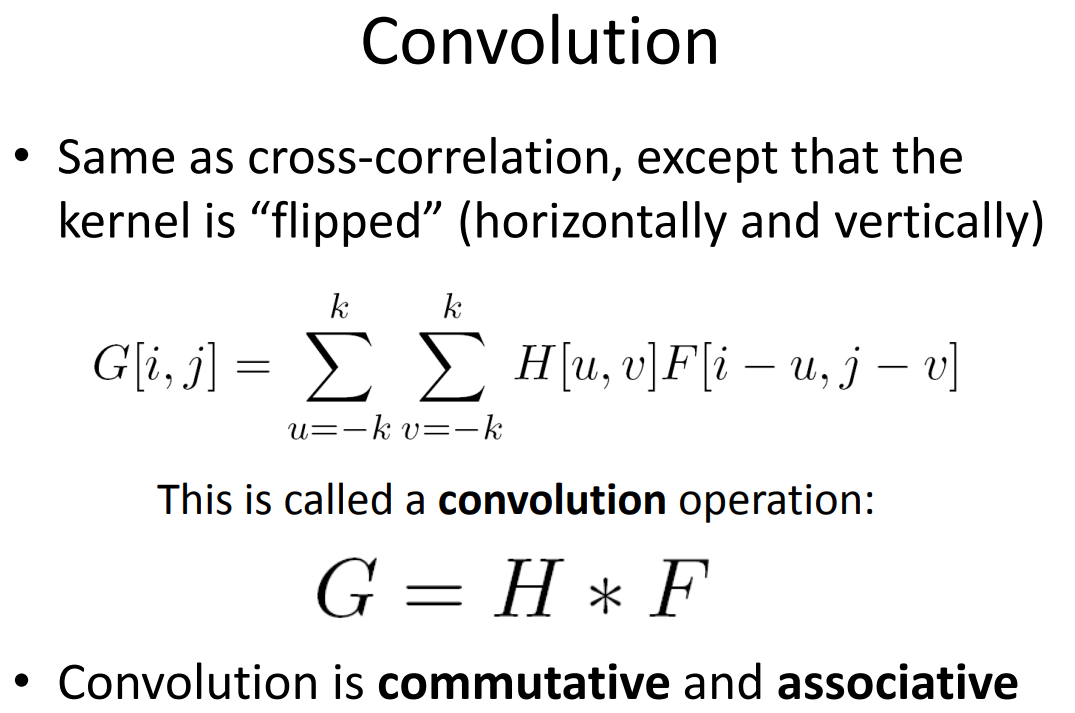 Convolution
• Same as cross-correlation, except that the
kernel is “flipped” (horizontally and vertically)
$G[i, j] = \sum_{u=-k}^{k} \sum_{v=-k}^{k} H[u, v] F[i - u, j - v]$
This is called a convolution operation:
$G = H * F$
• Convolution is commutative and associative